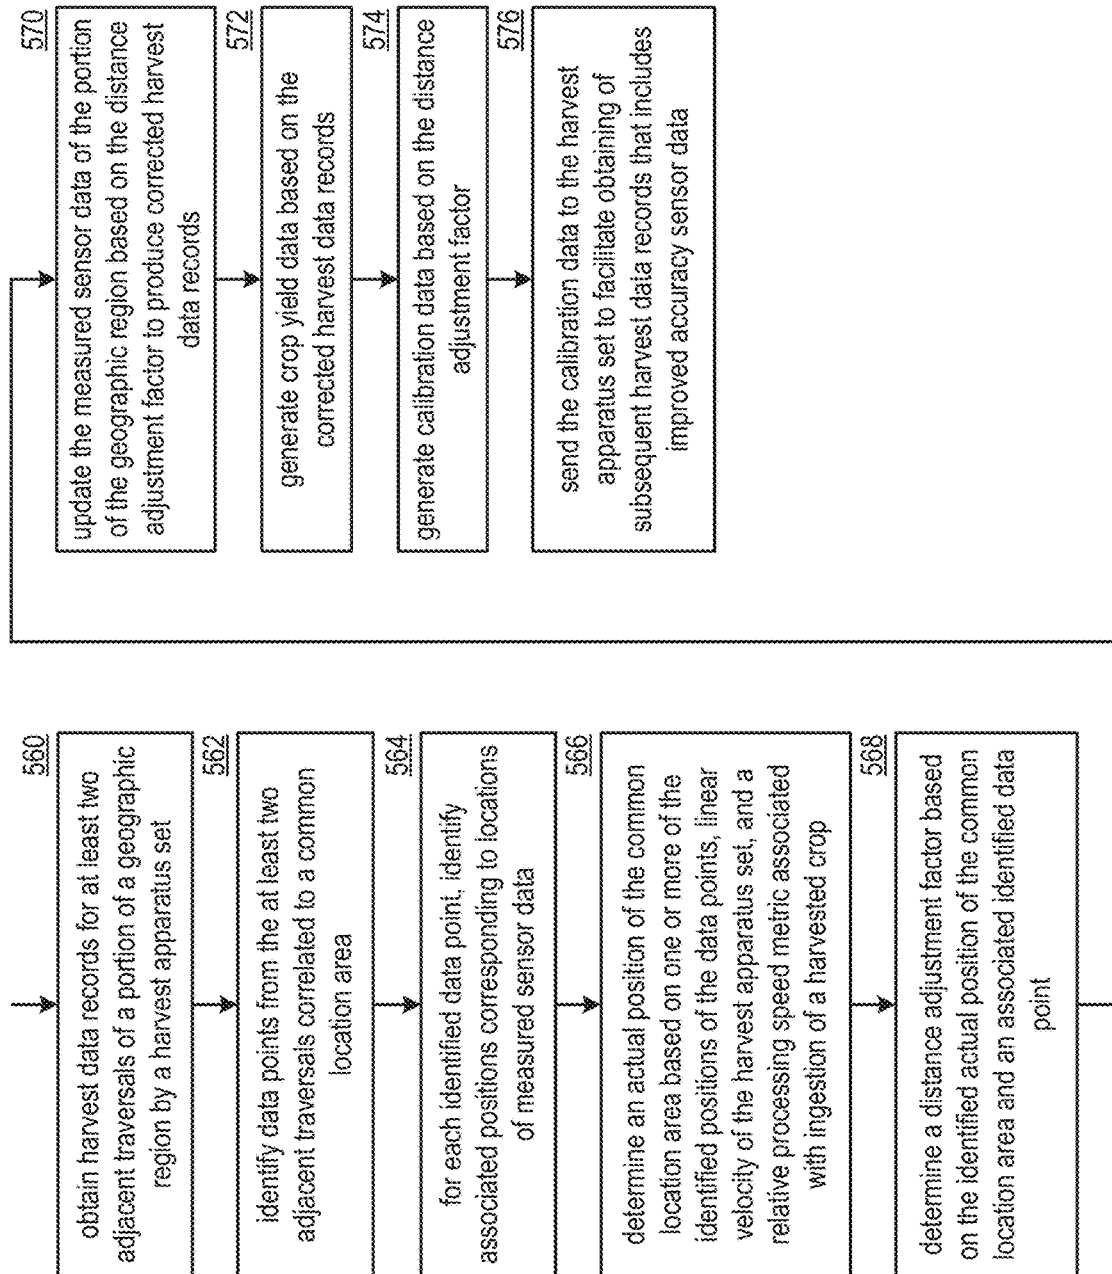 560
obtain harvest data records for at least two
adjacent traversals of a portion of a geographic
region by a harvest apparatus set
562
identify data points from the at least two
adjacent traversals correlated to a common
location area
564
for each identified data point, identify
associated positions corresponding to locations
of measured sensor data
566
determine an actual position of the common
location area based on one or more of the
identified positions of the data points, linear
velocity of the harvest apparatus set, and a
relative processing speed metric associated
with ingestion of a harvested crop
568
determine a distance adjustment factor based
on the identified actual position of the common
location area and an associated identified data
point
570
update the measured sensor data of the portion
of the geographic region based on the distance
adjustment factor to produce corrected harvest
data records
572
generate crop yield data based on the
corrected harvest data records
574
generate calibration data based on the distance
adjustment factor
576
send the calibration data to the harvest
apparatus set to facilitate obtaining of
subsequent harvest data records that includes
improved accuracy sensor data